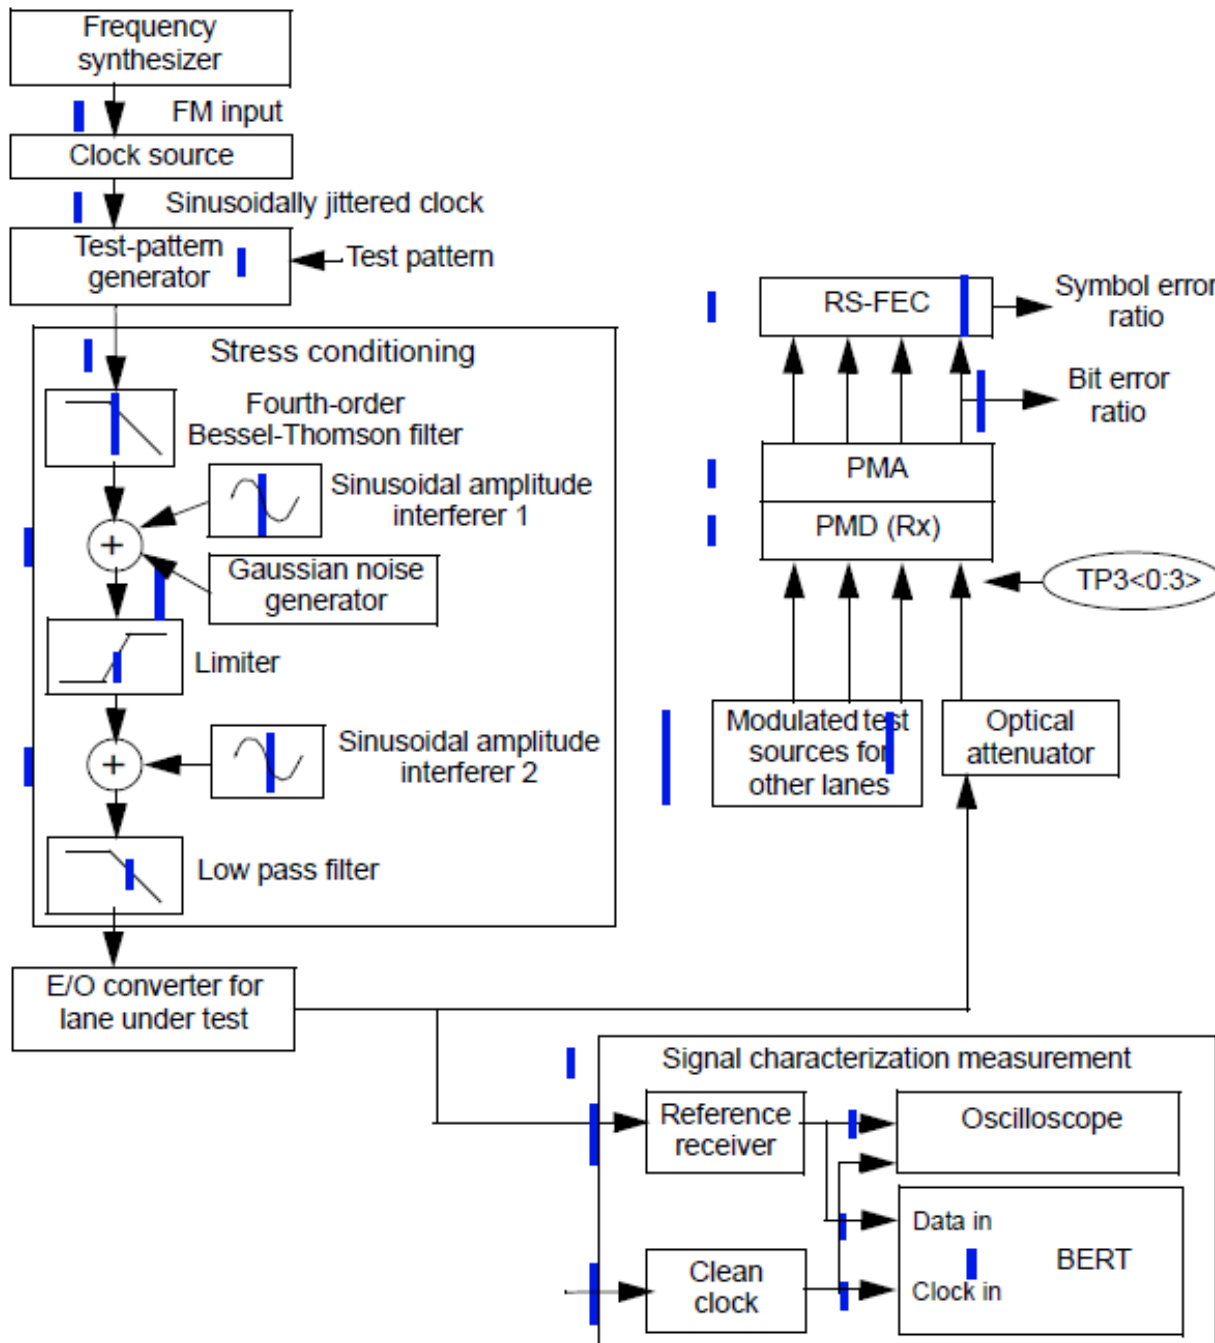 Frequency
synthesizer
FM input
Clock source
Sinusoidally jittered clock
Test-pattern
generator
Test pattern
Stress conditioning
Fourth-order
Bessel-Thomson filter
Sinusoidal amplitude
interferer 1
+
Gaussian noise
generator
Limiter
Sinusoidal amplitude
interferer 2
+
Low pass filter
E/O converter for
lane under test
RS-FEC
Symbol error
ratio
Bit error
ratio
PMA
PMD (Rx)
TP3<0:3>
Modulated test
sources for
other lanes
Optical
attenuator
Signal characterization measurement
Reference
receiver
Oscilloscope
Data in
BERT
Clean
clock
Clock in